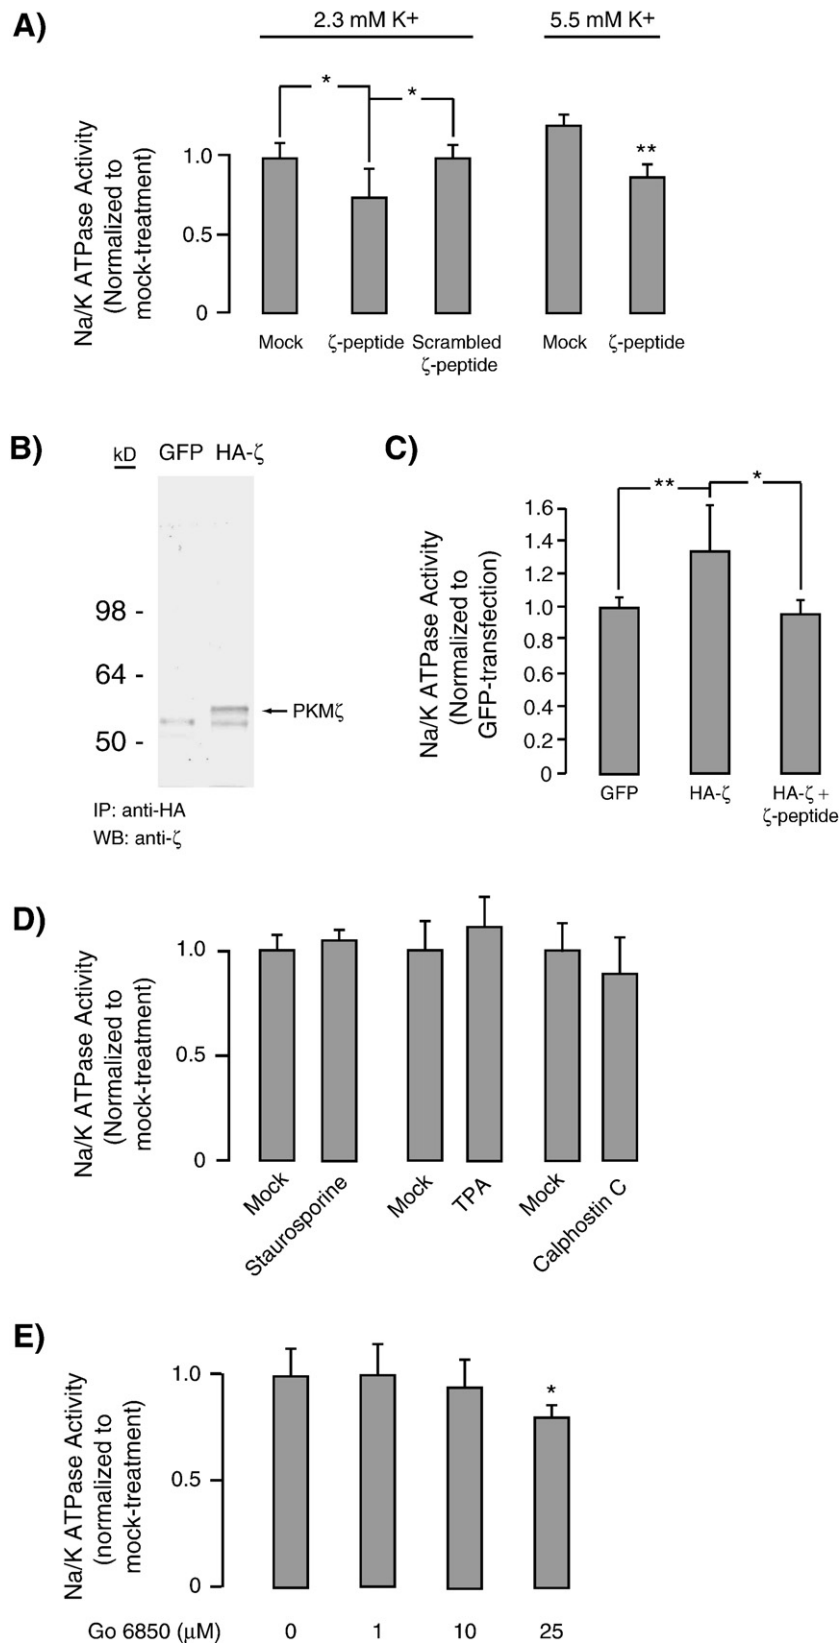 A)
2.3 mM K+ 5.5 mM K+
* *
**
Na/K ATPase Activity
(Normalized to
mock-treatment)
1.0
0.5
0
Mock ζ-peptide Scrambled Mock ζ-peptide
ζ-peptide
B)
kD GFP HA-ζ
98 -
64 -
50 -
PKMζ
IP: anti-HA
WB: anti-ζ
C)
** *
Na/K ATPase Activity
(Normalized to
GFP-transfection)
1.6
1.4
1.2
1.0
0.8
0.6
0.4
0.2
0
GFP HA-ζ HA-ζ +
ζ-peptide
D)
Na/K ATPase Activity
(Normalized to
mock-treatment)
1.0
0.5
0
Mock Staurosporine Mock TPA Mock Calphostin C
E)
Na/K ATPase Activity
(normalized to
mock-treatment)
1.0
0.5
0
*
Go 6850 (μM) 0 1 10 25